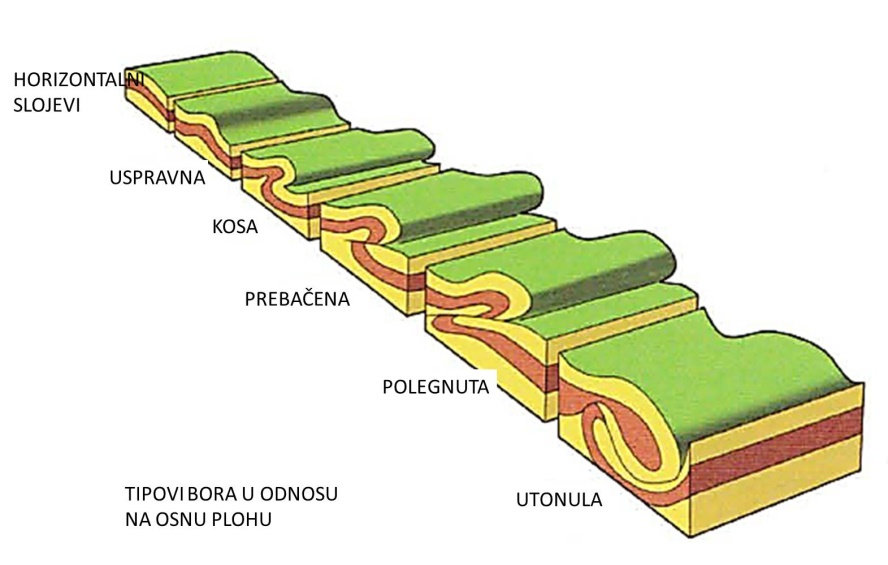 HORIZONTALNI
SLOJEVI
USPRAVNA
KOSA
PREBAČENA
POLEGNUTA
UTONULA
TIPOVI BORA U ODNOSU
NA OSNU PLOHU